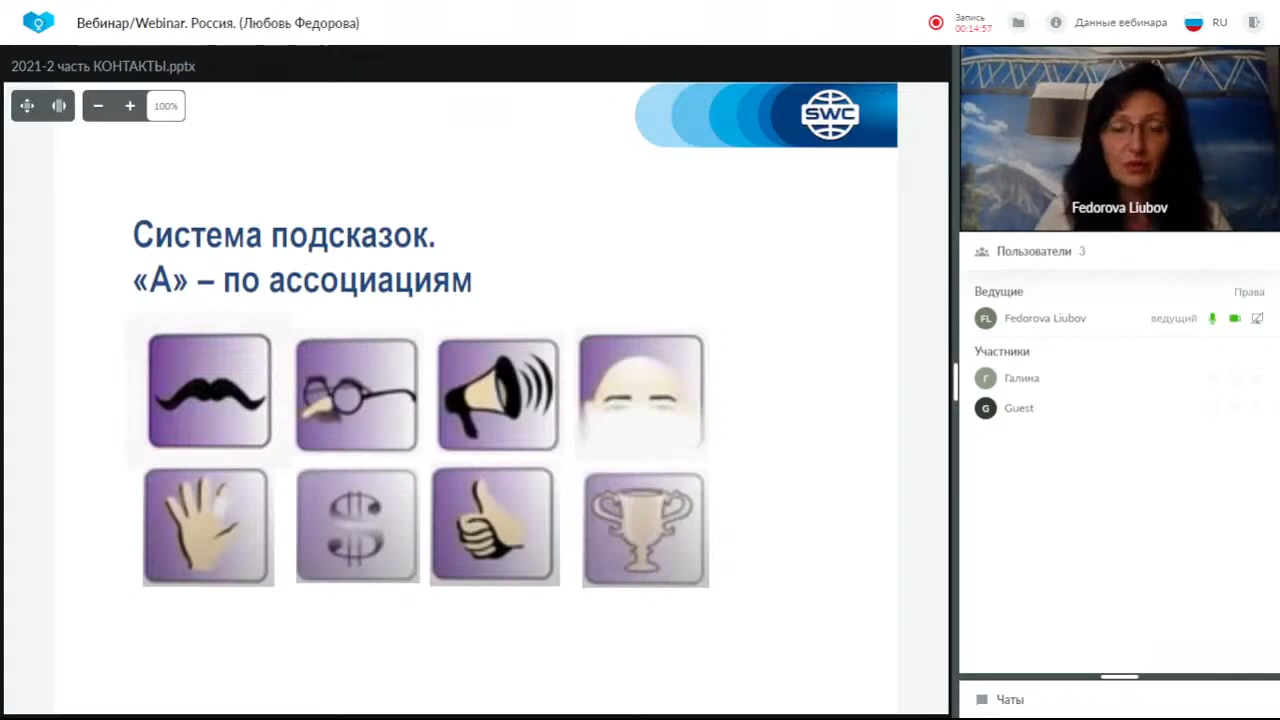 Вебинар/Webinar. Россия. (Любовь Федорова)
Запись
00:14:57
Данные вебинара
RU
2021-2 часть КОНТАКТЫ.pptx
100%
SWC
Fedorova Liubov
Система подсказок.
«А» – по ассоциациям
Пользователи 3
Ведущие Права
FL Fedorova Liubov ведущий
Участники
Г Галина
G Guest
Чаты